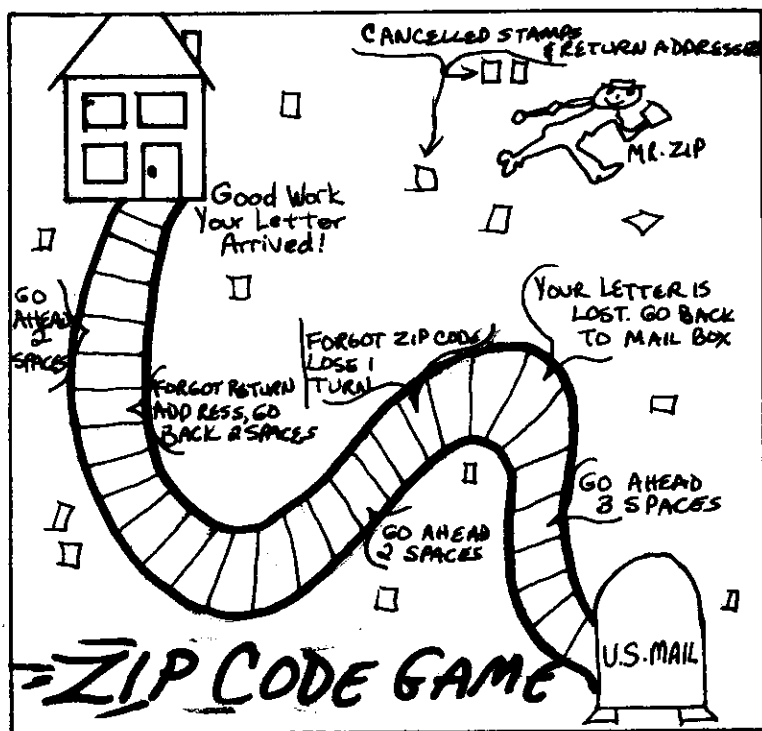 CANCELLED STAMPS
& RETURN ADDRESSES
MR. ZIP
Good Work
Your Letter
Arrived!
GO
AHEAD
2
SPACES
FORGOT ZIP CODE
LOSE 1
TURN
YOUR LETTER IS
LOST. GO BACK
TO MAIL BOX
FORGOT RETURN
ADDRESS, GO
BACK 2 SPACES
GO AHEAD
3 SPACES
GO AHEAD
2 SPACES
U.S. MAIL
ZIP CODE GAME